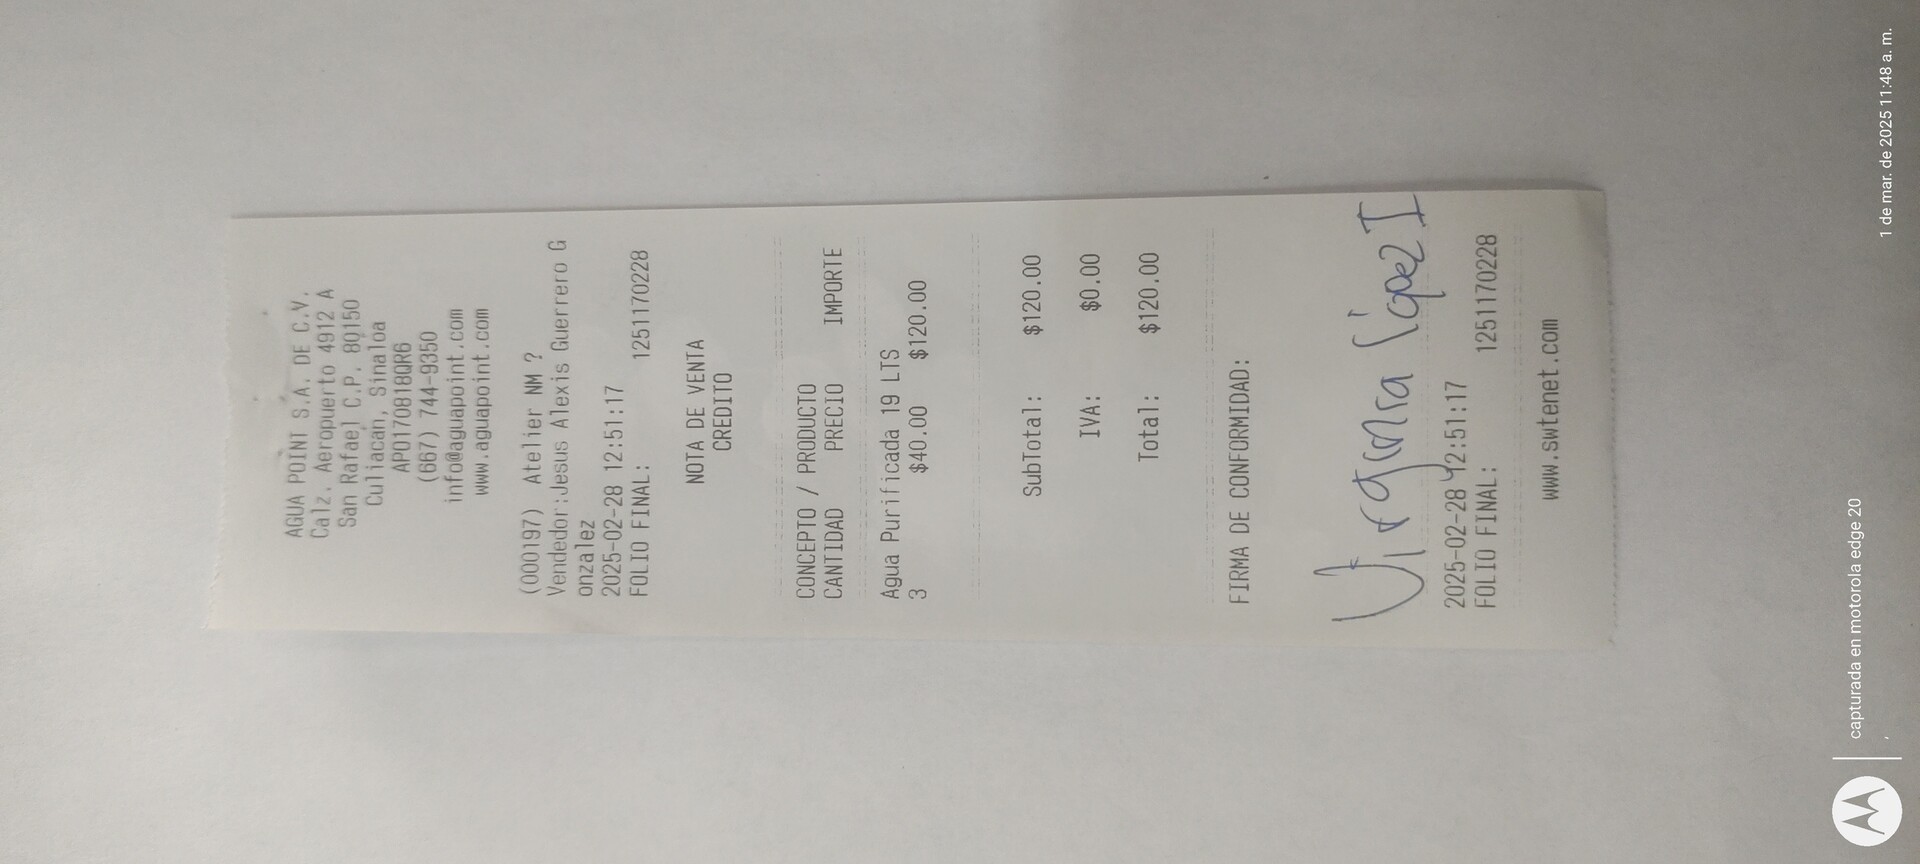 AGUA POINT S.A. DE C.V.
Calz. Aeropuerto 4912 A
San Rafael C.P. 80150
Culiacan, Sinaloa
APO170818QR6
(667) 744-9350
info@aguapoint.com
www.aguapoint.com
(000197) Atelier NM ?
Vendedor:Jesus Alexis Guerrero G
onzalez
2025-02-28 12:51:17
FOLIO FINAL: 1251170228
NOTA DE VENTA
CREDITO
CONCEPTO / PRODUCTO
CANTIDAD PRECIO IMPORTE
Agua Purificada 19 LTS
3 $40.00 $120.00
SubTotal: $120.00
IVA: $0.00
Total: $120.00
FIRMA DE CONFORMIDAD:
Virginia López I
2025-02-28 12:51:17
FOLIO FINAL: 1251170228
www.swtenet.com
capturada en motorola edge 20
1 de mar. de 2025 11:48 a. m.